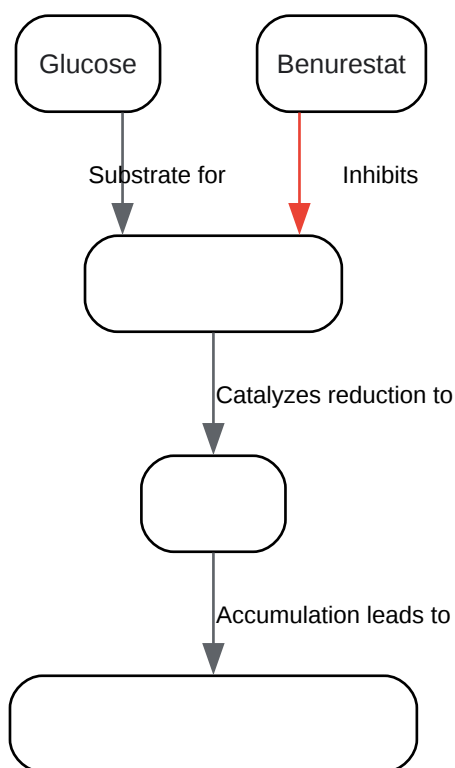 Glucose
Benurestat
Substrate for
Inhibits
Catalyzes reduction to
Accumulation leads to